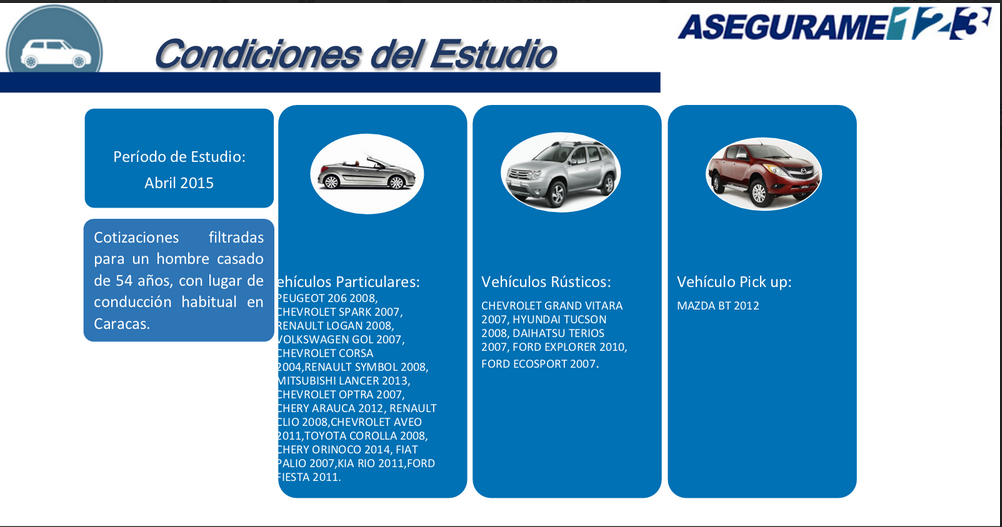 Condiciones del Estudio
ASEGURAME123
Período de Estudio:
Abril 2015
Cotizaciones filtradas
para un hombre casado
de 54 años, con lugar de
conducción habitual en
Caracas.
ehículos Particulares:
PEUGEOT 206 2008,
CHEVROLET SPARK 2007,
RENAULT LOGAN 2008,
VOLKSWAGEN GOL 2007,
CHEVROLET CORSA
2004,RENAULT SYMBOL 2008,
MITSUBISHI LANCER 2013,
CHEVROLET OPTRA 2007,
CHERY ARAUCA 2012, RENAULT
CLIO 2008,CHEVROLET AVEO
2011,TOYOTA COROLLA 2008,
CHERY ORINOCO 2014, FIAT
PALIO 2007,KIA RIO 2011,FORD
FIESTA 2011.
Vehículos Rústicos:
CHEVROLET GRAND VITARA
2007, HYUNDAI TUCSON
2008, DAIHATSU TERIOS
2007, FORD EXPLORER 2010,
FORD ECOSPORT 2007.
Vehículo Pick up:
MAZDA BT 2012